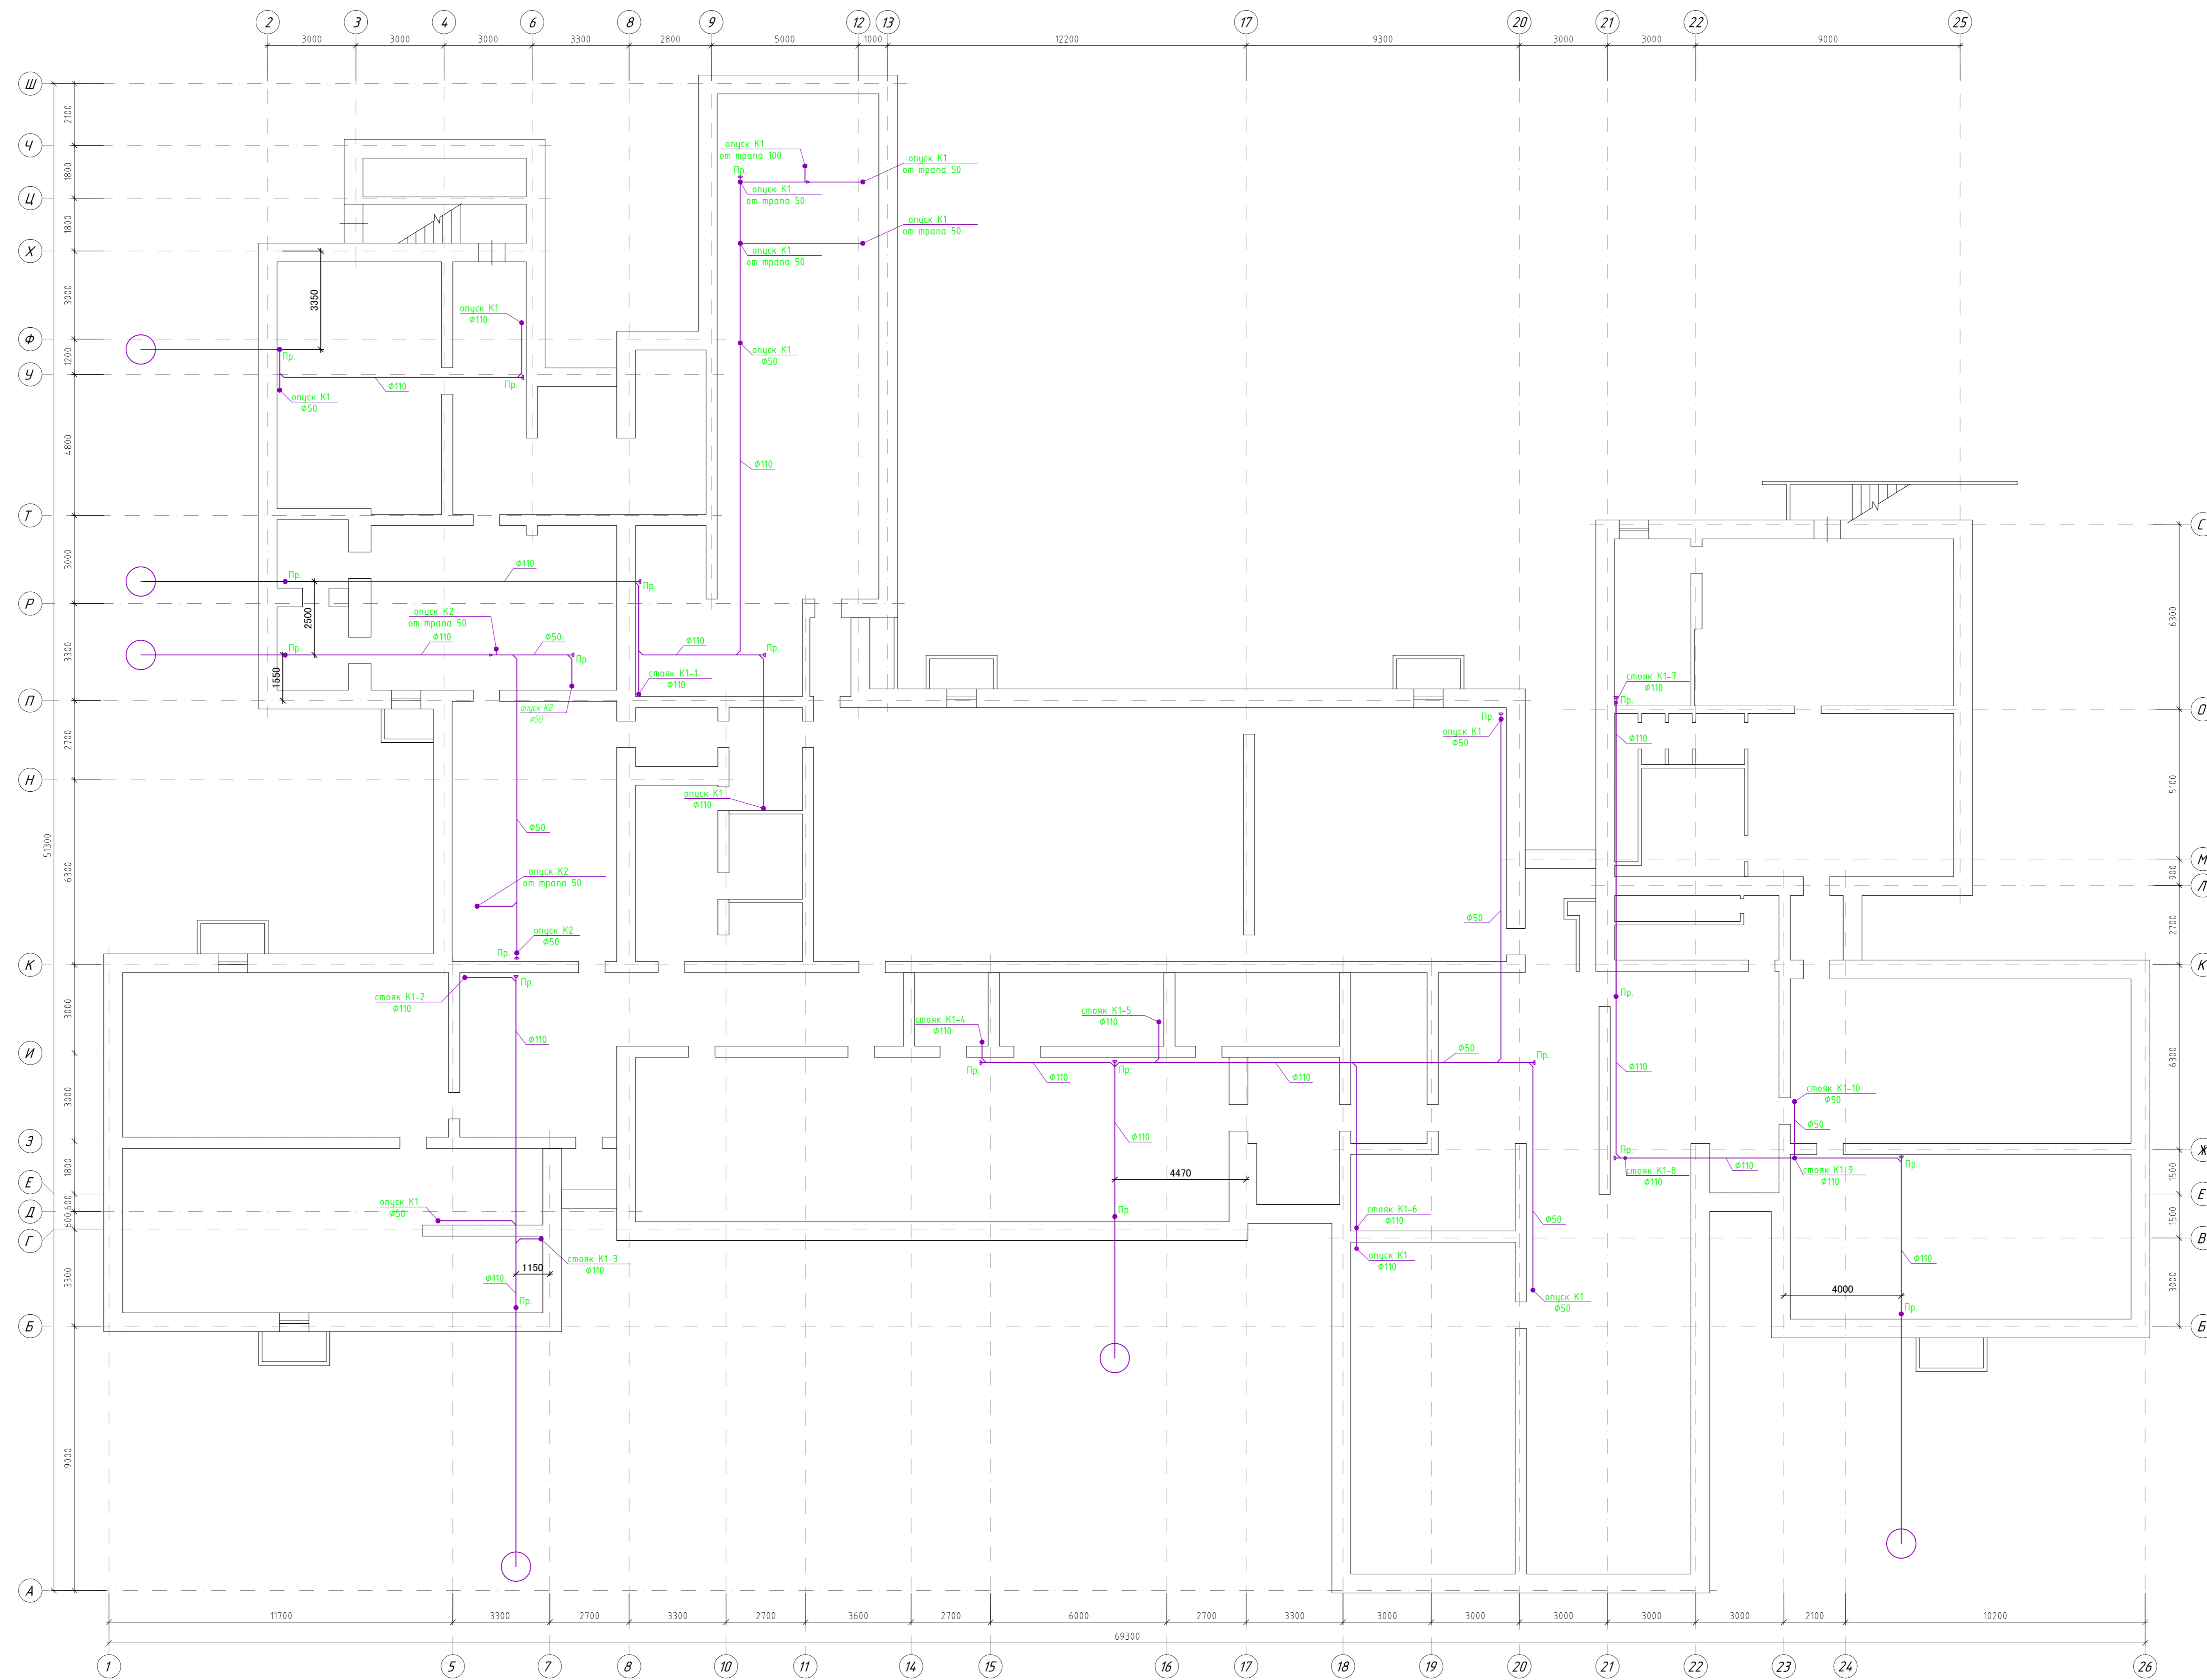 2 3 4 6 8 9 12 13 17 20 21 22 25
3000 3000 3000 3300 2800 5000 1000 12200 9300 3000 3000 9000
Ш
2100
Ч
1800
Ц
1800
Х
3000
Ф
1200
У
4800
Т
3000
Р
3300
П
2700
Н
6300
К
3000
И
3000
З
1800
Е
600
Д
600
Г
3300
Б
9000
А
51300
опуск К1
от трапа 100
опуск К1
от трапа 50
Пр.
опуск К1
от трапа 50
опуск К1
от трапа 50
опуск К1
от трапа 50
3350
опуск К1
ф110
Пр.
опуск К1
ф50
ф110
Пр.
опуск К1
ф50
ф110
Пр.
ф110
Пр.
2500
опуск К2
от трапа 50
Пр.
ф110
ф50
Пр.
ф110
Пр.
1550
стояк К1-1
ф110
опуск К2
ф50
опуск К1
ф110
ф50
опуск К2
от трапа 50
опуск К2
ф50
Пр.
стояк К1-2
ф110
Пр.
ф110
опуск К1
ф50
стояк К1-3
ф110
1150
ф110
Пр.
Пр.
опуск К1
ф50
ф50
стояк К1-4
ф110
стояк К1-5
ф110
Пр.
ф110
Пр.
ф110
ф50
Пр.
ф110
4470
Пр.
стояк К1-6
ф110
опуск К1
ф110
ф50
опуск К1
ф50
стояк К1-7
ф110
Пр.
ф110
Пр.
ф110
стояк К1-10
ф50
ф50
Пр.
стояк К1-8
ф110
ф110
стояк К1-9
ф110
Пр.
ф110
4000
Пр.
С
6300
О
5100
М
900
Л
2700
К
6300
Ж
1500
Е
1500
В
3000
Б
11700 3300 2700 3300 2700 3600 2700 6000 2700 3300 3000 3000 3000 3000 3000 2100 10200
69300
1 5 7 8 10 11 14 15 16 17 18 19 20 21 22 23 24 26